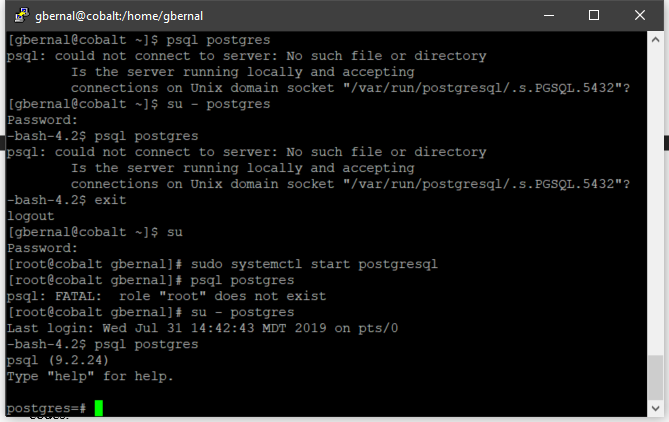 gbernal@cobalt:/home/gbernal
[gbernal@cobalt ~]$ psql postgres
psql: could not connect to server: No such file or directory
Is the server running locally and accepting
connections on Unix domain socket "/var/run/postgresql/.s.PGSQL.5432"?
[gbernal@cobalt ~]$ su - postgres
Password:
-bash-4.2$ psql postgres
psql: could not connect to server: No such file or directory
Is the server running locally and accepting
connections on Unix domain socket "/var/run/postgresql/.s.PGSQL.5432"?
-bash-4.2$ exit
logout
[gbernal@cobalt ~]$ su
Password:
[root@cobalt gbernal]# sudo systemctl start postgresql
[root@cobalt gbernal]# psql postgres
psql: FATAL:  role "root" does not exist
[root@cobalt gbernal]# su - postgres
Last login: Wed Jul 31 14:42:43 MDT 2019 on pts/0
-bash-4.2$ psql postgres
psql (9.2.24)
Type "help" for help.
postgres=#